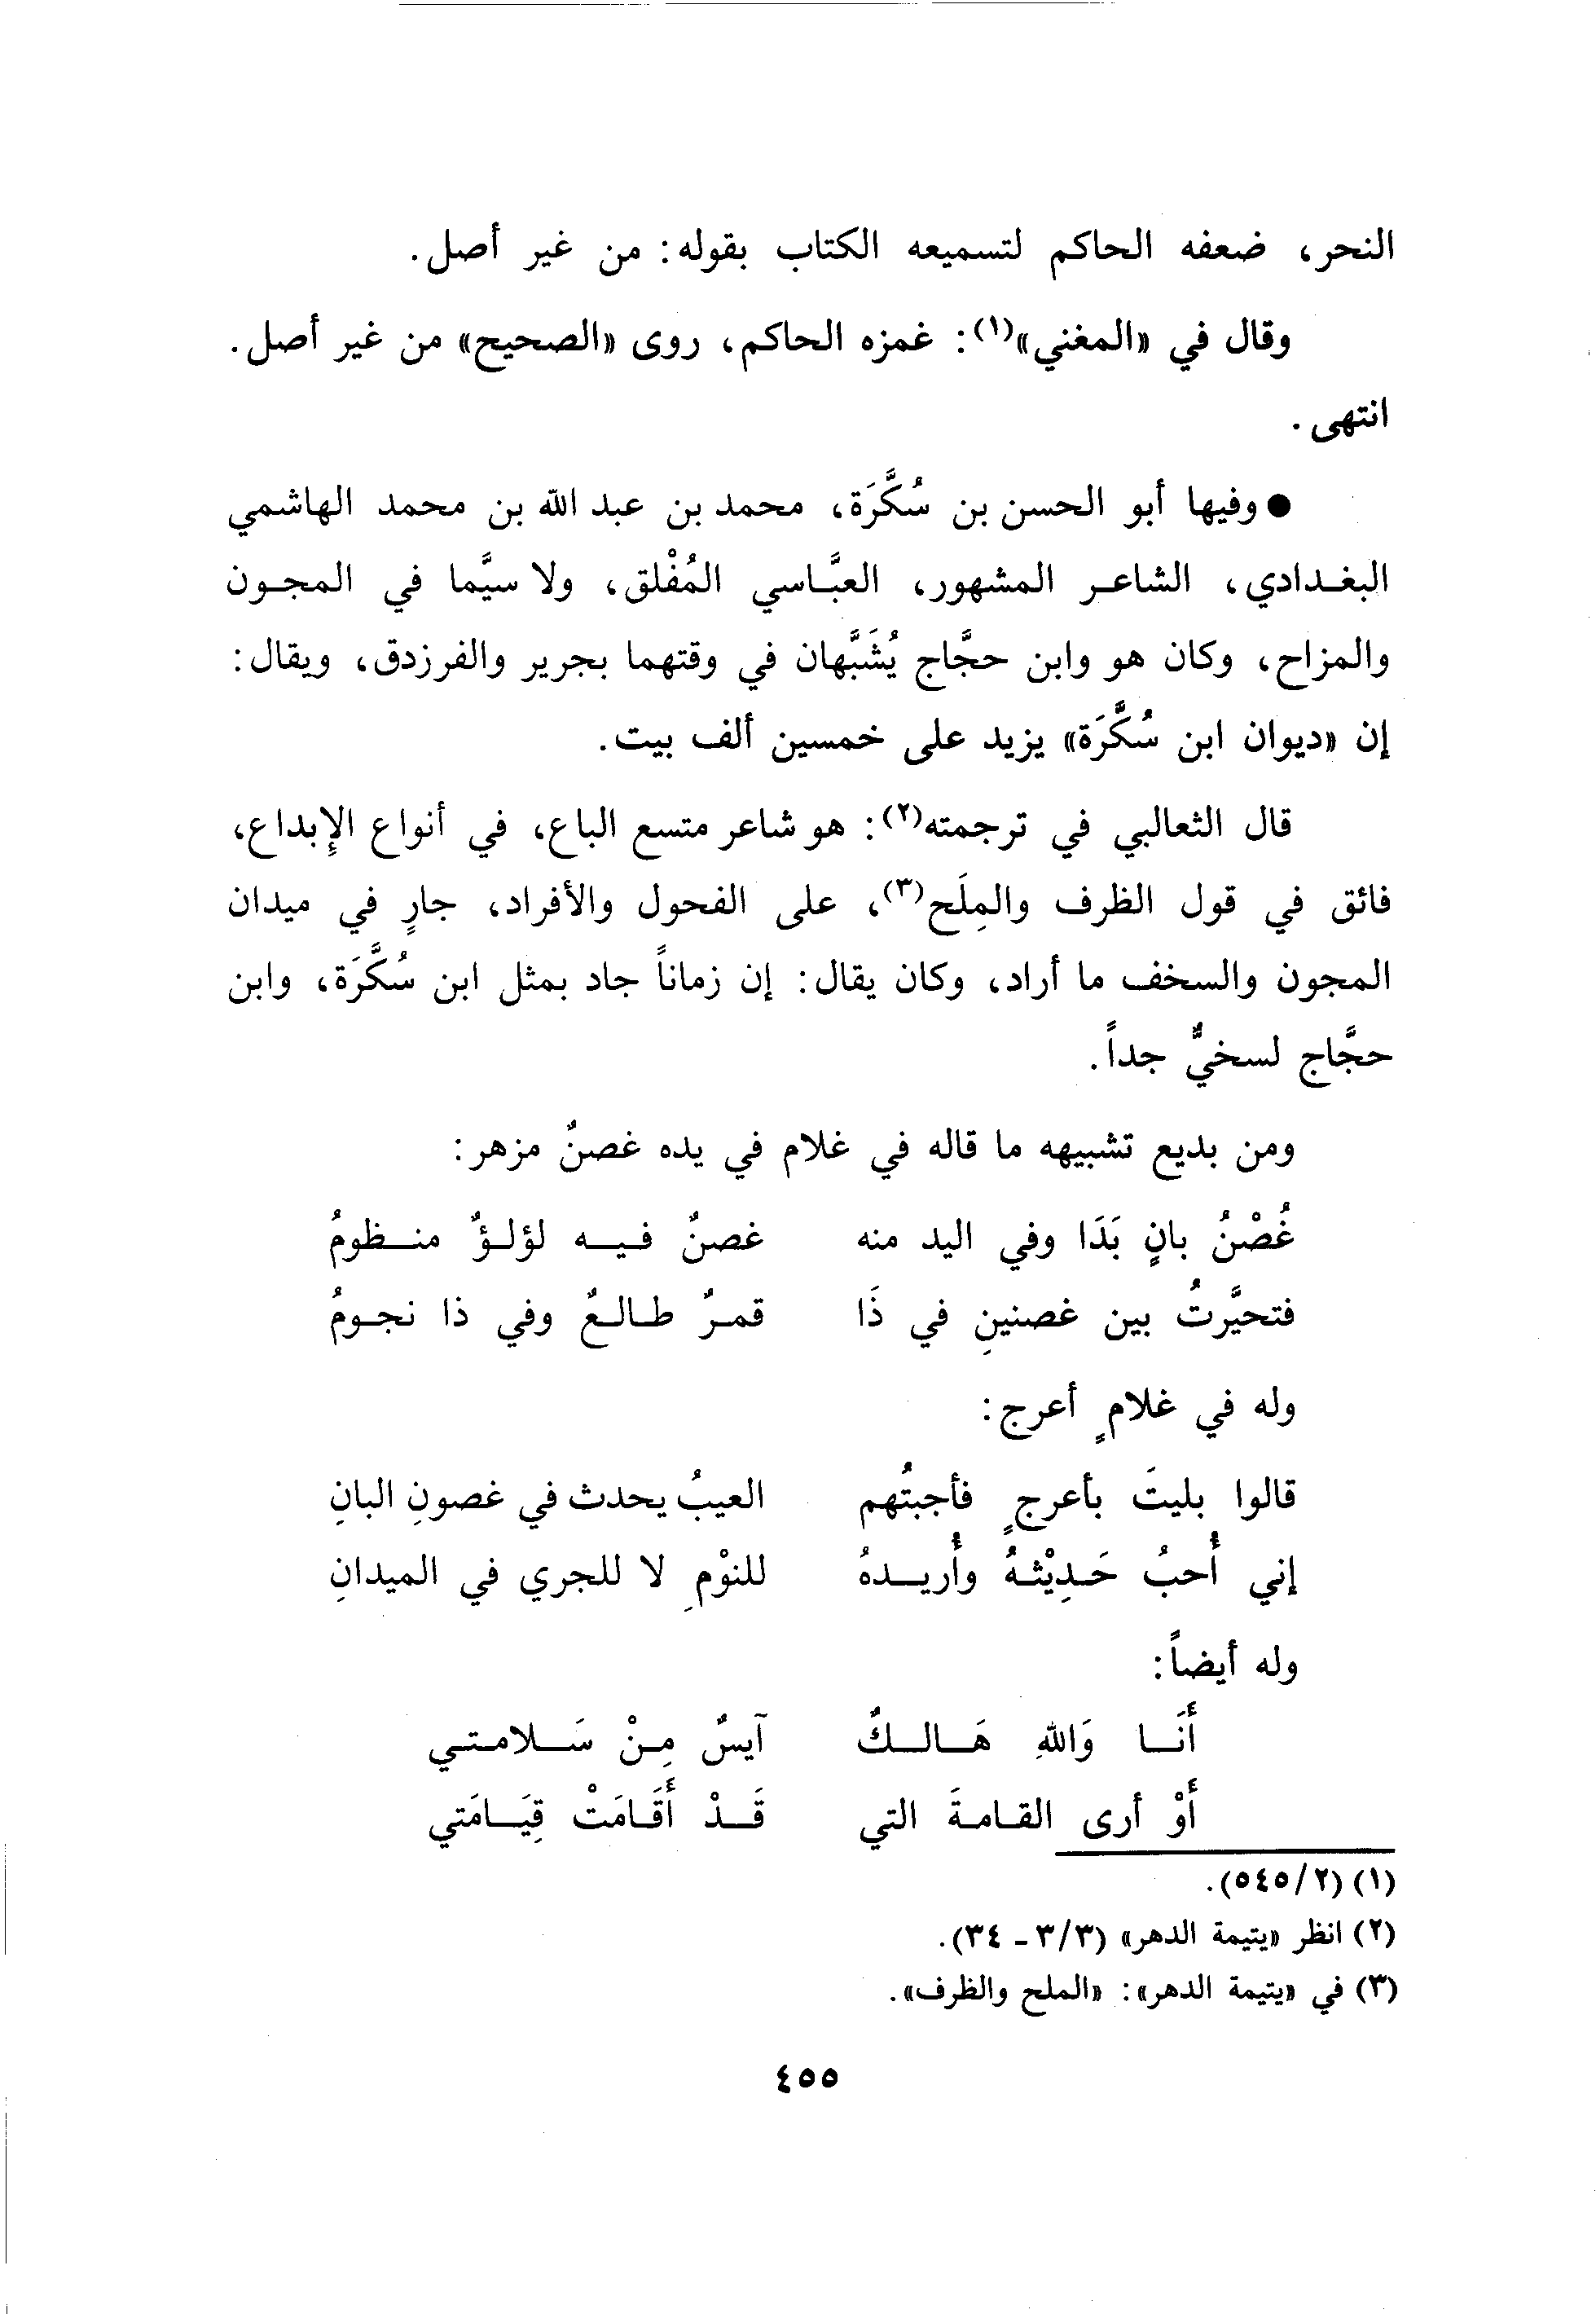 النحر، ضعفه الحاكم لتسميعه الكتاب بقوله: من غير أصل.
وقال في «المغني»(١): غمزه الحاكم، روى «الصحيح» من غير أصل.
انتهى.
● وفيها أبو الحسن بن سُكَّرَة، محمد بن عبد الله بن محمد الهاشمي
البغدادي، الشاعر المشهور، العبَّاسي المُفْلق، ولا سيَّما في المجون
والمزاح، وكان هو وابن حجَّاج يُشَبَّهان في وقتهما بجرير والفرزدق، ويقال:
إن «ديوان ابن سُكَّرَة» يزيد على خمسين ألف بيت.
قال الثعالبي في ترجمته(٢): هو شاعر متسع الباع، في أنواع الإِبداع،
فائق في قول الظرف والمِلَح(٣)، على الفحول والأفراد، جارٍ في ميدان
المجون والسخف ما أراد، وكان يقال: إن زماناً جاد بمثل ابن سُكَّرَة، وابن
حجَّاج لسخيٌّ جداً.
ومن بديع تشبيهه ما قاله في غلام في يده غصنٌ مزهر:
غُصْنُ بانٍ بَدَا وفي اليد منه غصنٌ فيه لؤلؤٌ منظومُ
فتحيَّرتُ بين غصنينِ في ذَا قمرٌ طالعٌ وفي ذا نجومُ
وله في غلامٍ أعرج:
قالوا بليتَ بأعرجٍ فأجبتُهم العيبُ يحدث في غصونِ البانِ
إني أُحبُ حَدِيْثهُ وأُريدهُ للنوْمِ لا للجري في الميدانِ
وله أيضاً:
أَنَا وَاللهِ هَالكٌ آيسٌ مِنْ سَلامتي
أَوْ أرى القامةَ التي قَدْ أَقَامَتْ قِيَامَتي
(١) (٥٤٥/٢).
(٢) انظر «يتيمة الدهر» (٣/٣ - ٣٤).
(٣) في «يتيمة الدهر»: «الملح والظرف».
٤٥٥